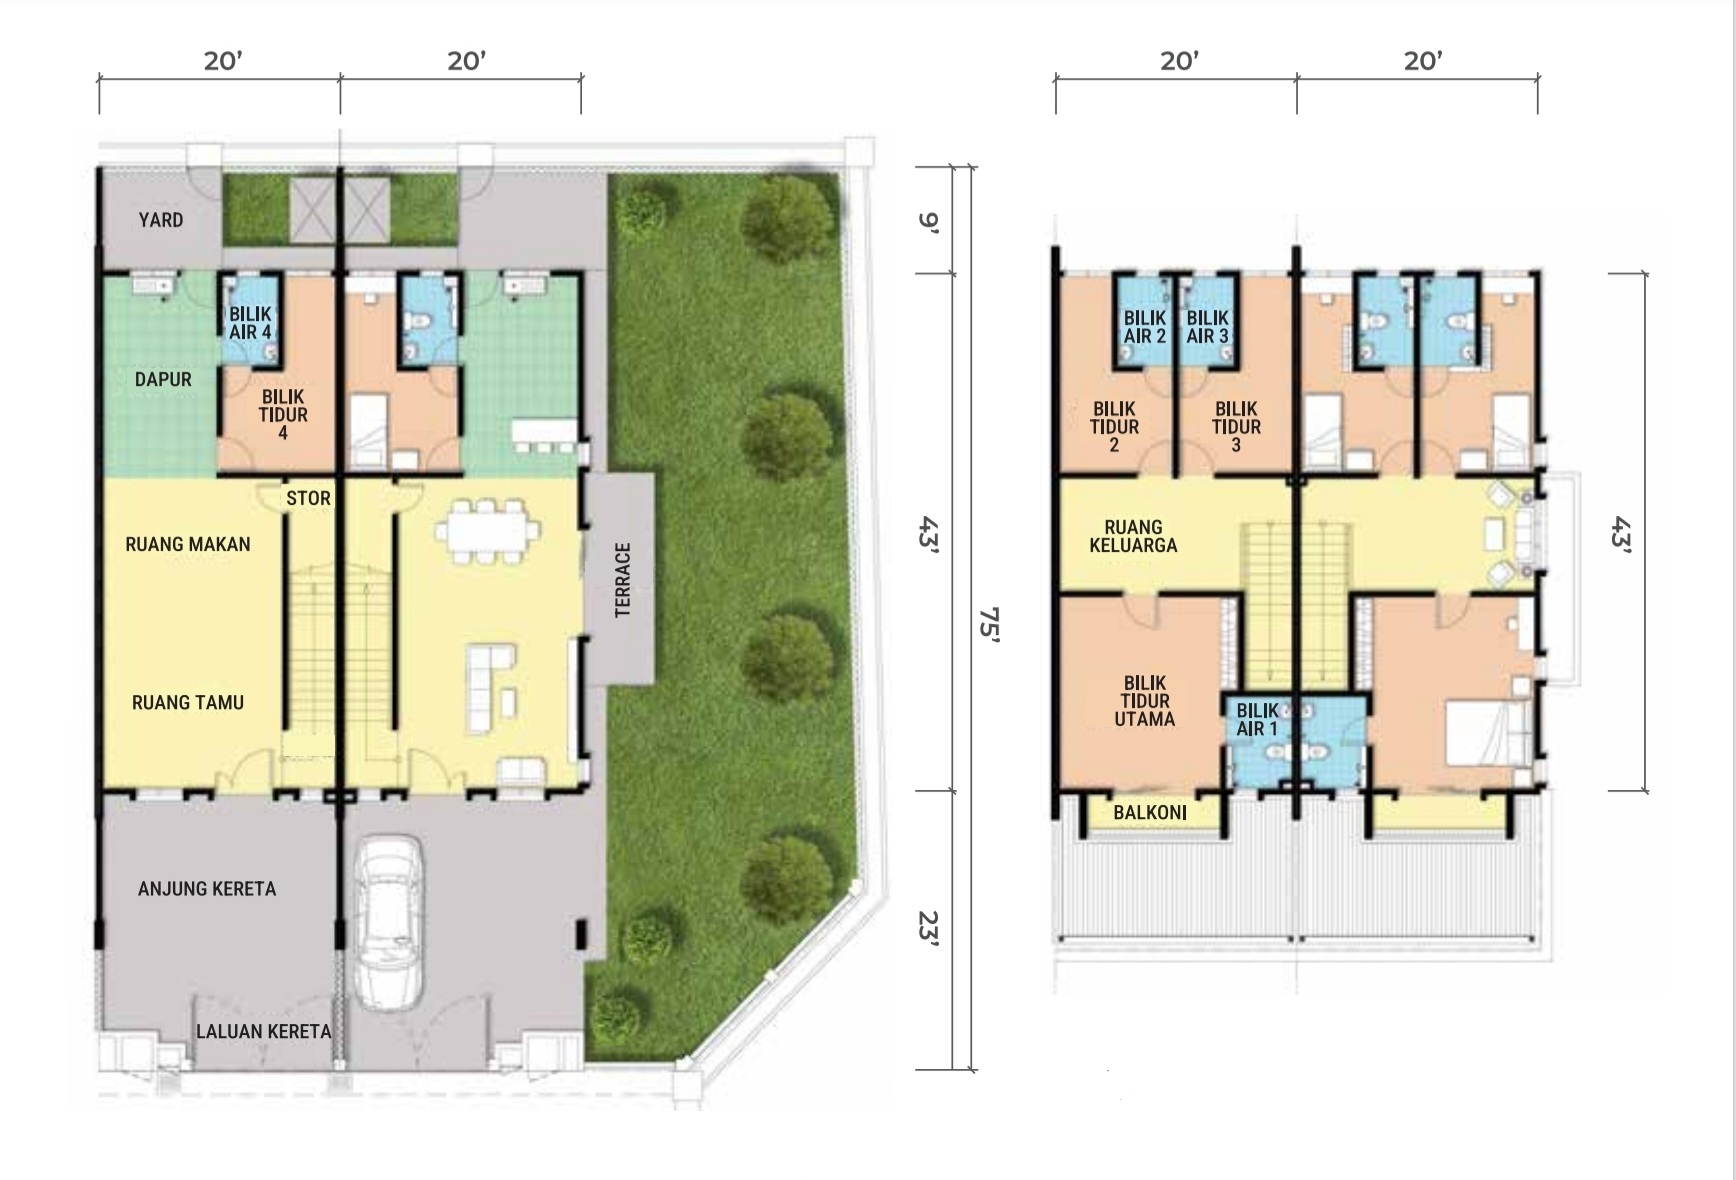 20’
20’
20’
20’
YARD
BILIK
AIR 4
DAPUR
BILIK
TIDUR
4
STOR
RUANG MAKAN
RUANG TAMU
TERRACE
ANJUNG KERETA
LALUAN KERETA
9’
43’
75’
23’
BILIK
AIR 2
BILIK
AIR 3
BILIK
TIDUR
2
BILIK
TIDUR
3
RUANG
KELUARGA
BILIK
TIDUR
UTAMA
BILIK
AIR 1
BALKONI
43’